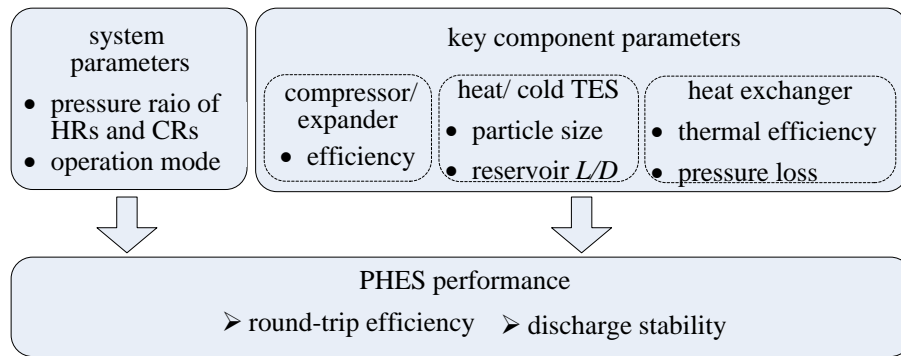 system
parameters
• pressure raio of
HRs and CRs
• operation mode
key component parameters
compressor/
expander
• efficiency
heat/ cold TES
• particle size
• reservoir L/D
heat exchanger
• thermal efficiency
• pressure loss
PHES performance
➢ round-trip efficiency ➢ discharge stability